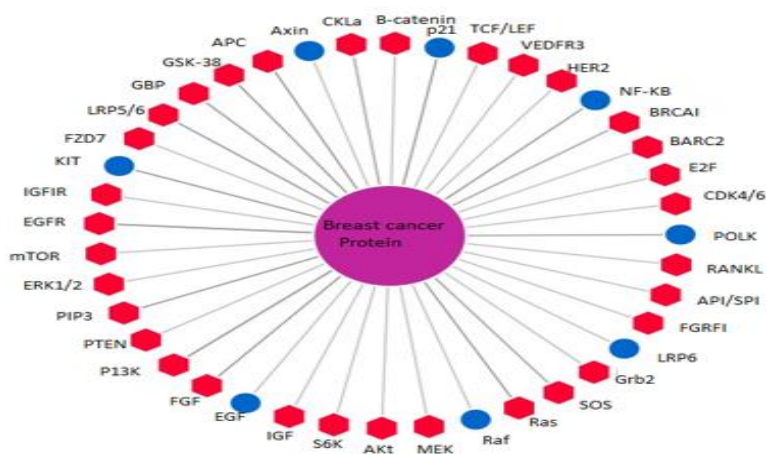 Breast cancer
Protein
B-catenin
p21
TCF/LEF
VEDFR3
HER2
NF-KB
BRCAI
BARC2
E2F
CDK4/6
POLK
RANKL
API/SPI
FGRFI
LRP6
Grb2
SOS
Ras
Raf
MEK
AKt
S6K
IGF
EGF
FGF
P13K
PTEN
PIP3
ERK1/2
mTOR
EGFR
IGFIR
KIT
FZD7
LRP5/6
GBP
GSK-38
APC
Axin
CKLa